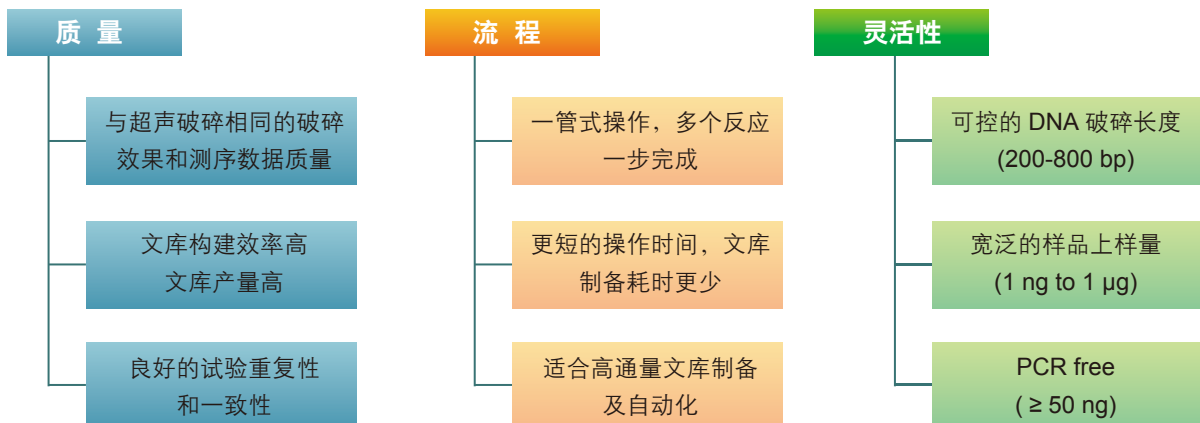 质 量
与超声破碎相同的破碎
效果和测序数据质量
文库构建效率高
文库产量高
良好的试验重复性
和一致性
流 程
一管式操作，多个反应
一步完成
更短的操作时间，文库
制备耗时更少
适合高通量文库制备
及自动化
灵活性
可控的 DNA 破碎长度
(200-800 bp)
宽泛的样品上样量
(1 ng to 1 μg)
PCR free
( ≥ 50 ng)